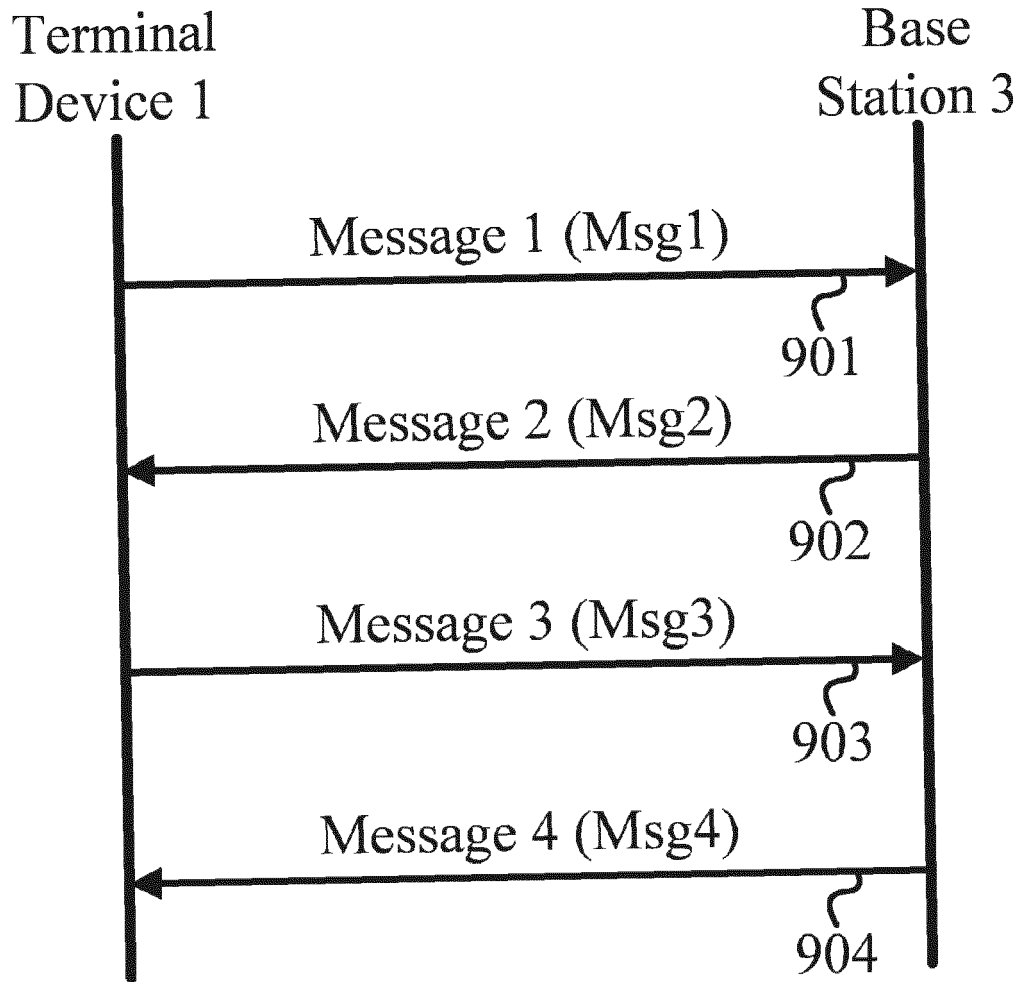 Terminal
Device 1
Base
Station 3
Message 1 (Msg1)
901
Message 2 (Msg2)
902
Message 3 (Msg3)
903
Message 4 (Msg4)
904